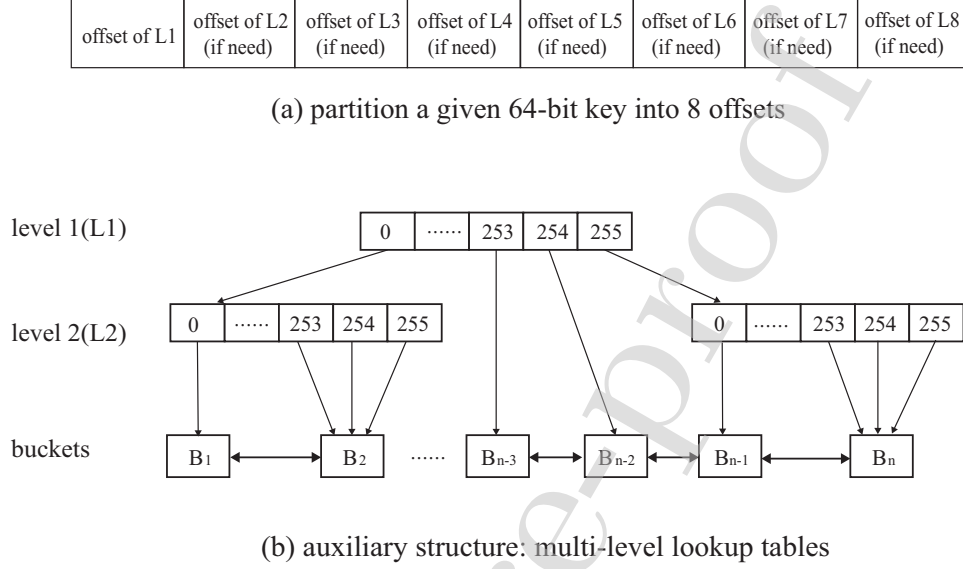 offset of L1 offset of L2 offset of L3 offset of L4 offset of L5 offset of L6 offset of L7 offset of L8
(if need) (if need) (if need) (if need) (if need) (if need) (if need)
(a) partition a given 64-bit key into 8 offsets
level 1(L1)
0 ...... 253 254 255
level 2(L2)
0 ...... 253 254 255 0 ...... 253 254 255
buckets
B1 B2 ...... Bn-3 Bn-2 Bn-1 Bn
(b) auxiliary structure: multi-level lookup tables
e-proof